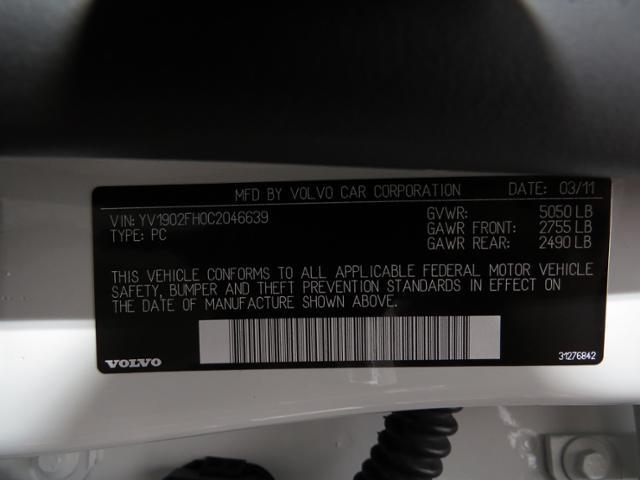 MFD BY VOLVO CAR CORPORATION DATE: 03/11
VIN: YV1902FH0C2046639 GVWR: 5050 LB
TYPE: PC GAWR FRONT: 2755 LB
GAWR REAR: 2490 LB
THIS VEHICLE CONFORMS TO ALL APPLICABLE FEDERAL MOTOR VEHICLE
SAFETY, BUMPER AND THEFT PREVENTION STANDARDS IN EFFECT ON
THE DATE OF MANUFACTURE SHOWN ABOVE.
VOLVO 31276842